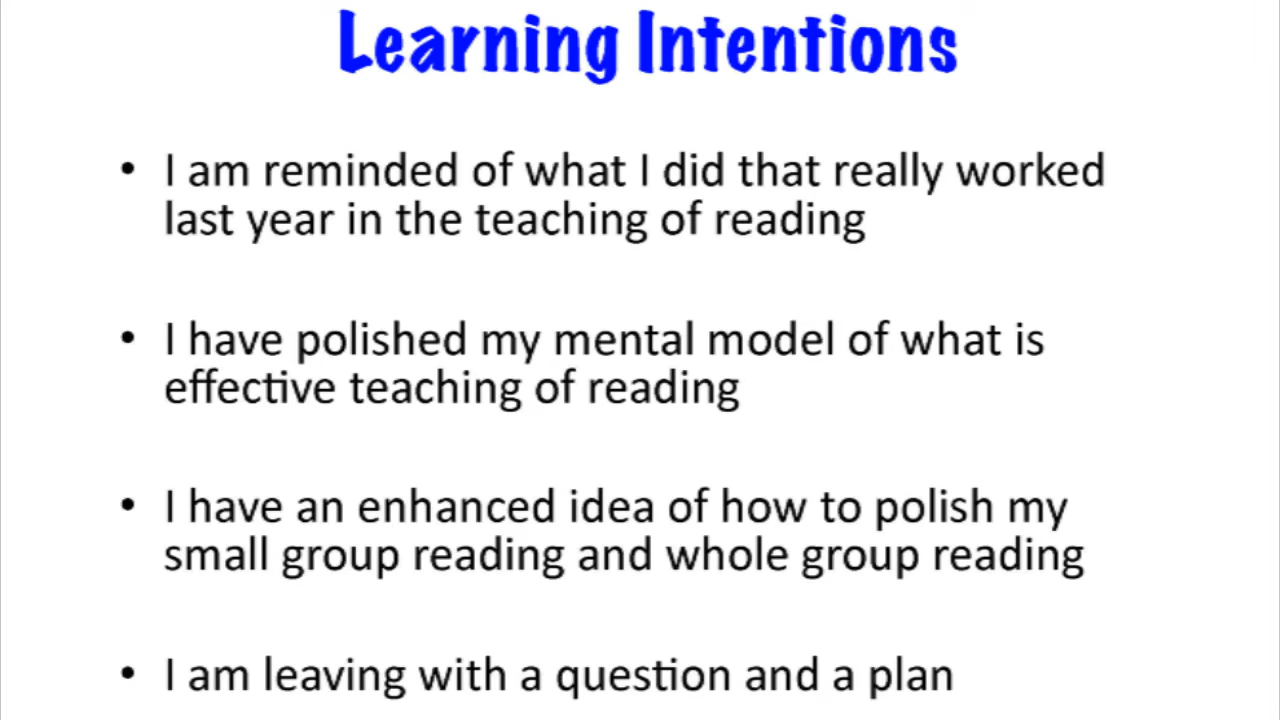 Learning Intentions
• I am reminded of what I did that really worked
last year in the teaching of reading
• I have polished my mental model of what is
effective teaching of reading
• I have an enhanced idea of how to polish my
small group reading and whole group reading
• I am leaving with a question and a plan